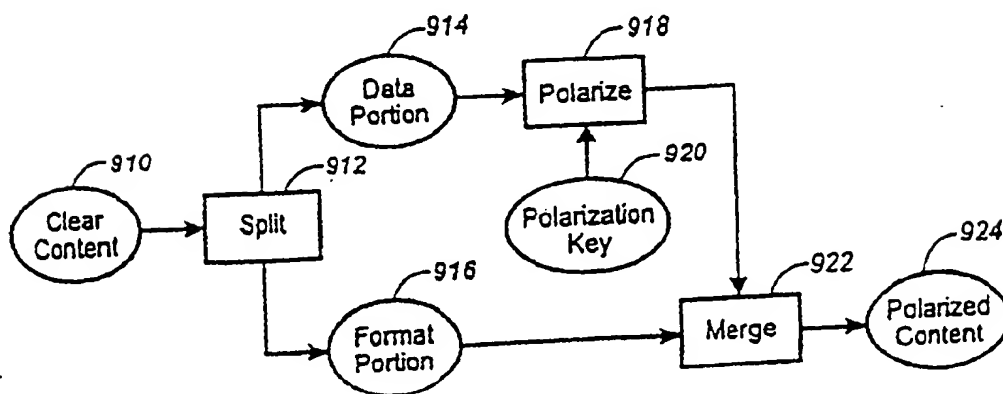 914
918
Data
Portion
Polarize
910
912
920
Clear
Content
Split
Polarization
Key
924
916
922
Format
Portion
Merge
Polarized
Content